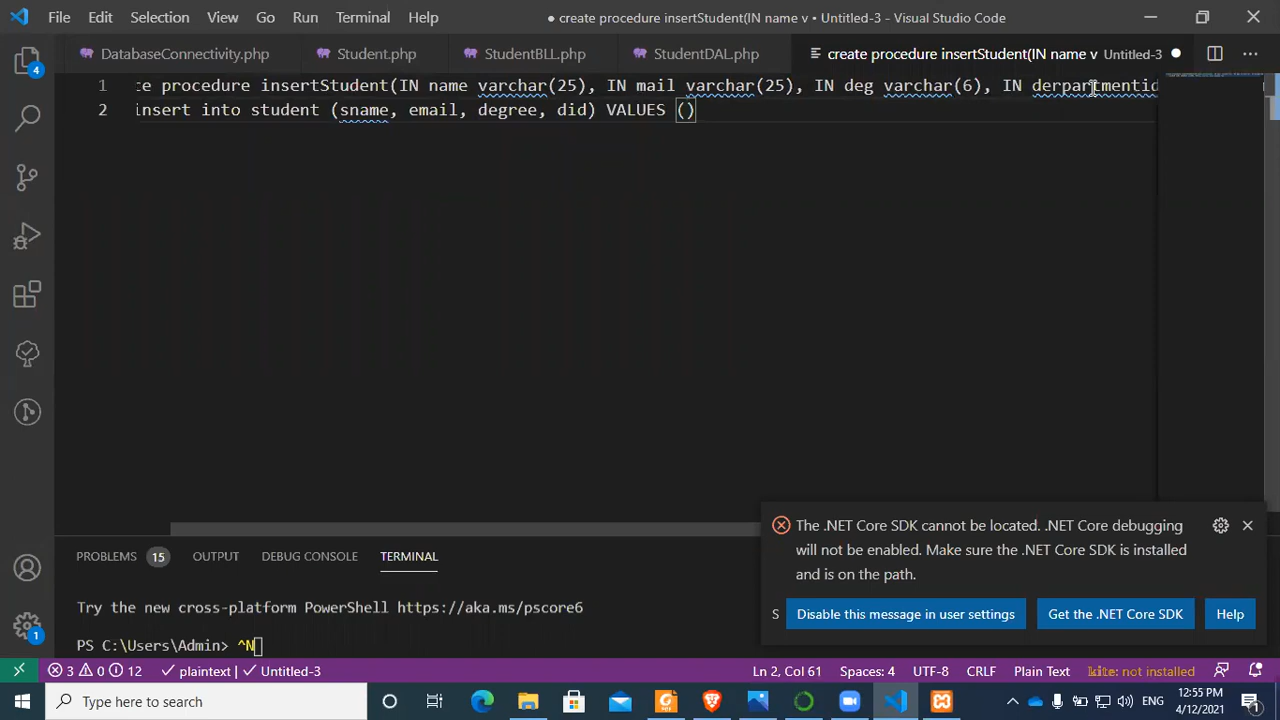 File Edit Selection View Go Run Terminal Help
● create procedure insertStudent(IN name v • Untitled-3 - Visual Studio Code
DatabaseConnectivity.php Student.php StudentBLL.php StudentDAL.php create procedure insertStudent(IN name v Untitled-3
4
1 te procedure insertStudent(IN name varchar(25), IN mail varchar(25), IN deg varchar(6), IN derpartmentid
2 insert into student (sname, email, degree, did) VALUES ()
The .NET Core SDK cannot be located. .NET Core debugging
will not be enabled. Make sure the .NET Core SDK is installed
and is on the path.
S Disable this message in user settings Get the .NET Core SDK Help
PROBLEMS 15 OUTPUT DEBUG CONSOLE TERMINAL
Try the new cross-platform PowerShell https://aka.ms/pscore6
PS C:\Users\Admin> ^N
1
3 0 12 plaintext Untitled-3 Ln 2, Col 61 Spaces: 4 UTF-8 CRLF Plain Text kite: not installed
Type here to search ENG 12:55 PM
4/12/2021 1